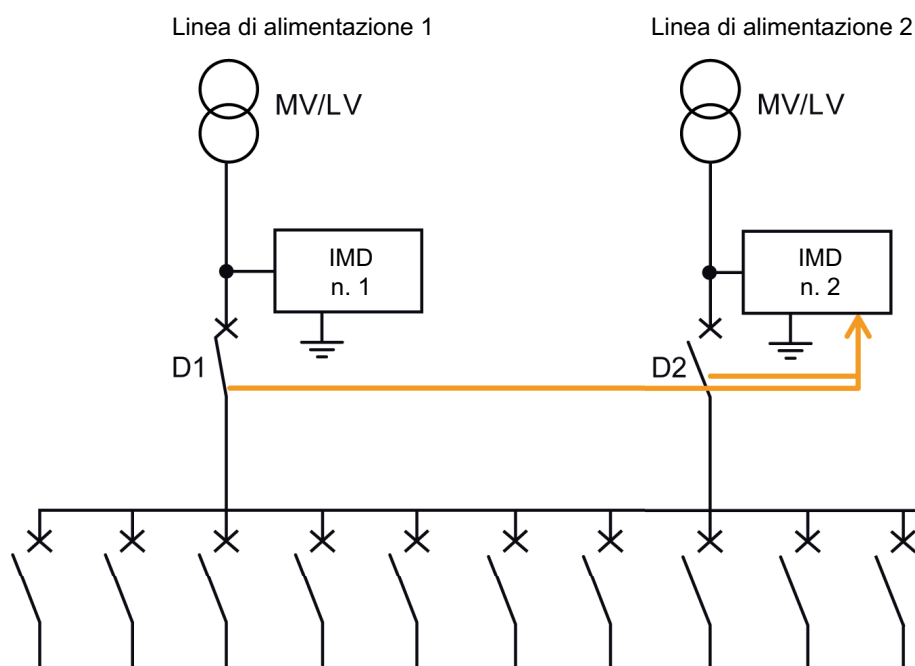 Linea di alimentazione 1
Linea di alimentazione 2
MV/LV
MV/LV
IMD
n. 1
IMD
n. 2
D1
D2